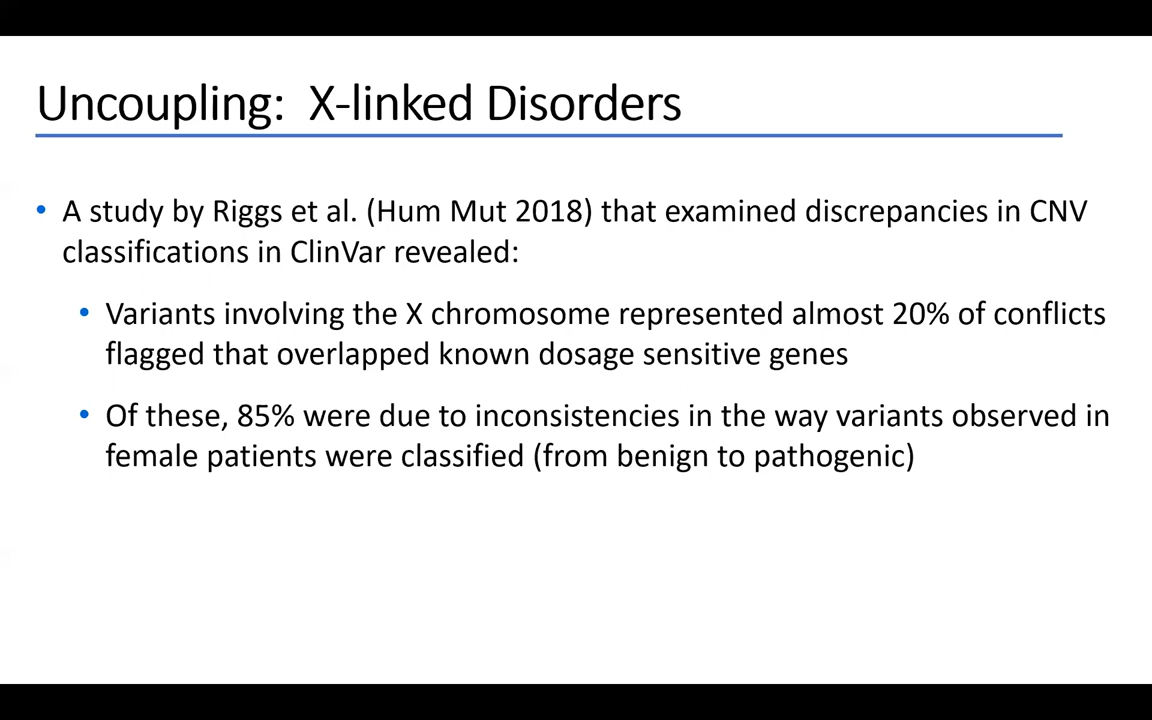 Uncoupling:  X-linked Disorders
• A study by Riggs et al. (Hum Mut 2018) that examined discrepancies in CNV
classifications in ClinVar revealed:
• Variants involving the X chromosome represented almost 20% of conflicts
flagged that overlapped known dosage sensitive genes
• Of these, 85% were due to inconsistencies in the way variants observed in
female patients were classified (from benign to pathogenic)